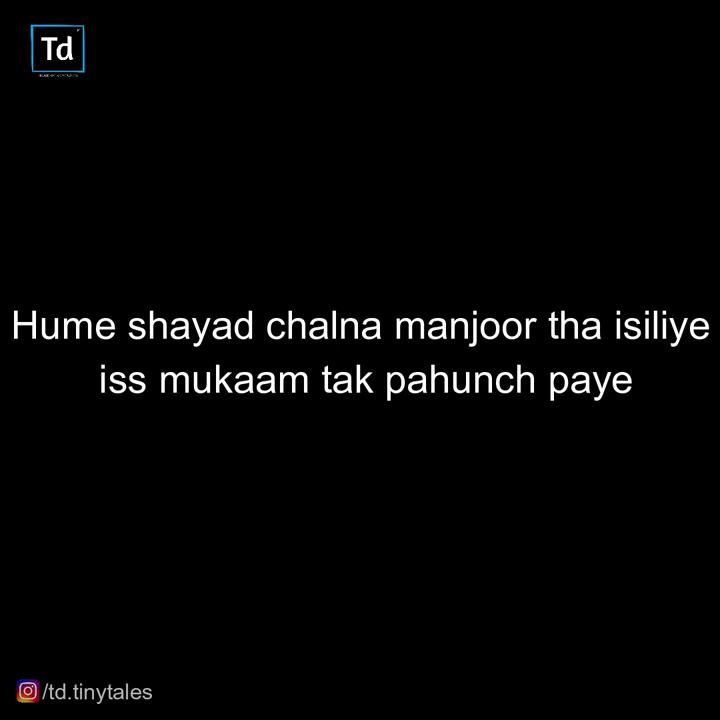 Td
Hume shayad chalna manjoor tha isiliye
iss mukaam tak pahunch paye
/td.tinytales